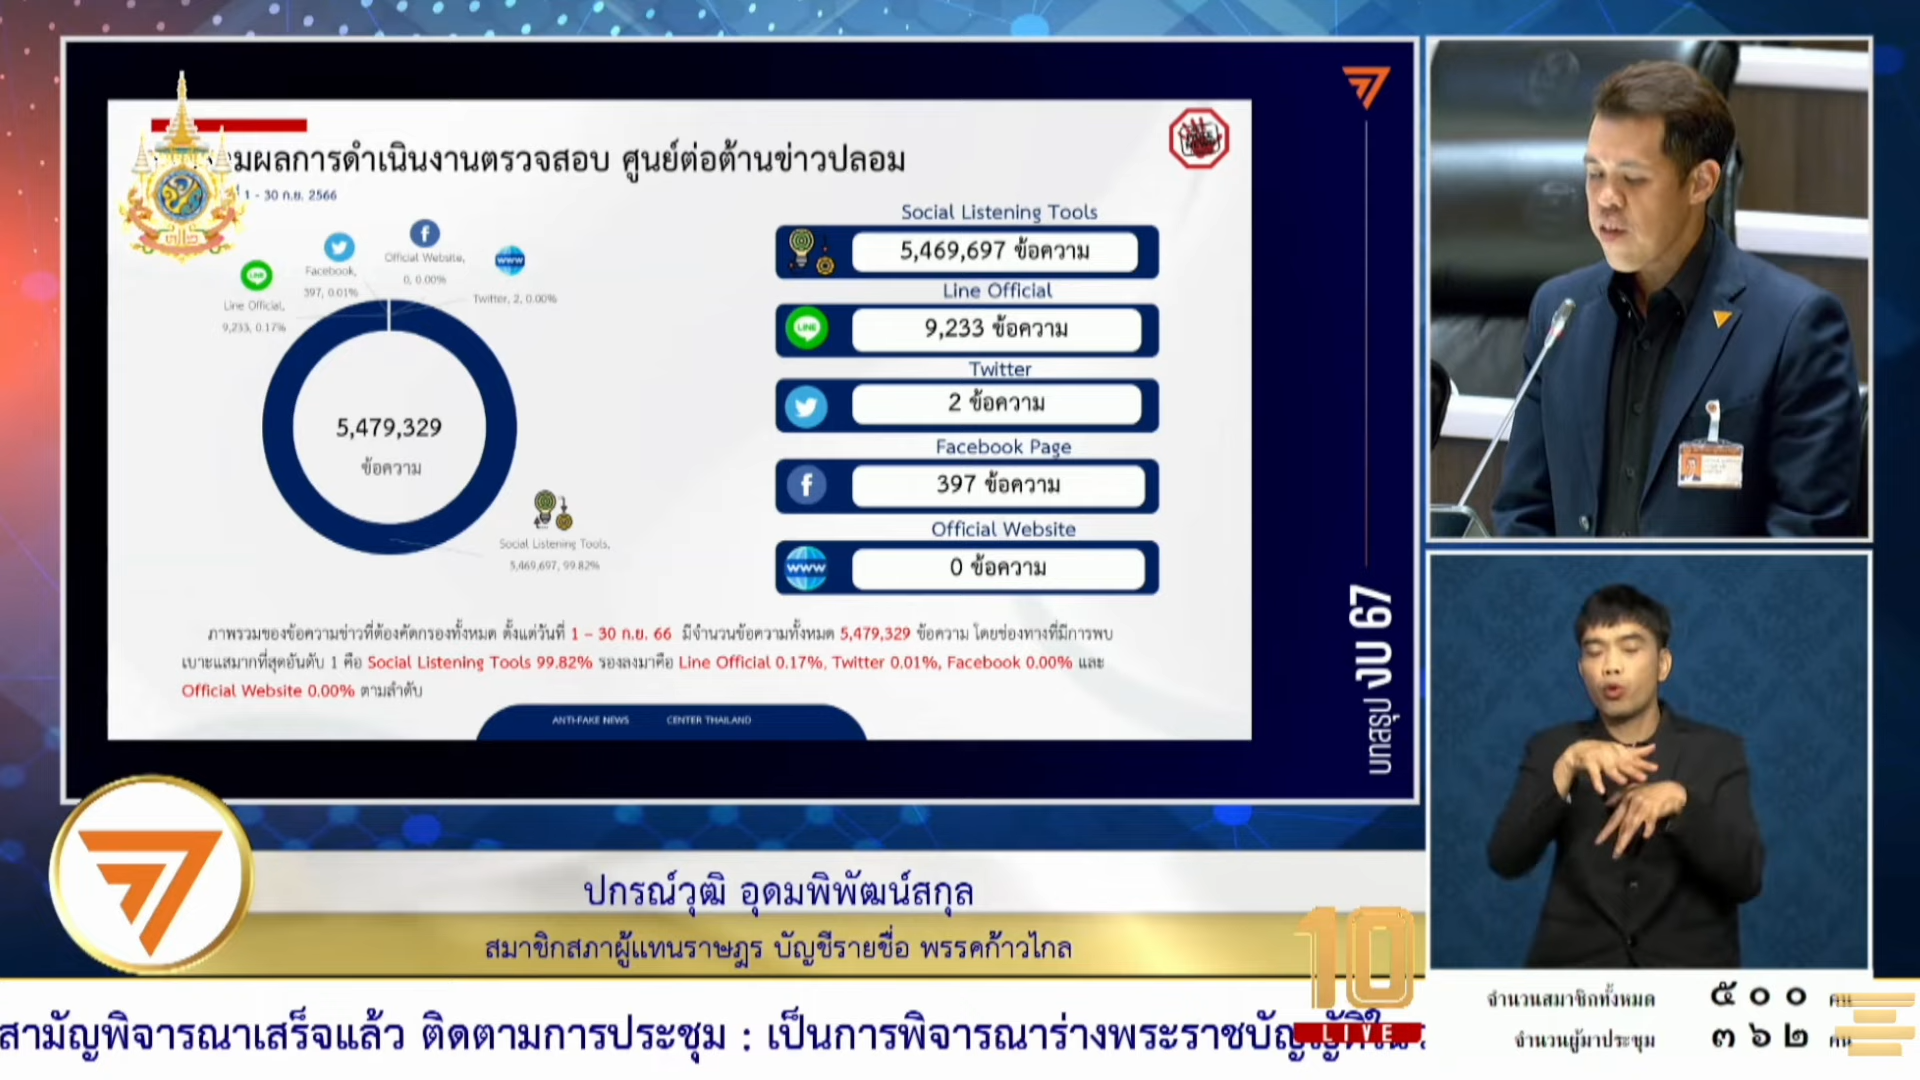 มผลการดำเนินงานตรวจสอบ ศูนย์ต่อต้านข่าวปลอม
1 - 30 ก.ย. 2566
Line Official,
9,233, 0.17%
Facebook,
397, 0.01%
Official Website,
0, 0.00%
Twitter, 2, 0.00%
5,479,329
ข้อความ
Social Listening Tools,
5,469,697, 99.82%
Social Listening Tools
5,469,697 ข้อความ
Line Official
LINE
9,233 ข้อความ
Twitter
2 ข้อความ
Facebook Page
397 ข้อความ
Official Website
www
0 ข้อความ
ภาพรวมของข้อความข่าวที่ต้องคัดกรองทั้งหมด ตั้งแต่วันที่ 1 – 30 ก.ย. 66 มีจำนวนข้อความทั้งหมด 5,479,329 ข้อความ โดยช่องทางที่มีการพบ
เบาะแสมากที่สุดอันดับ 1 คือ Social Listening Tools 99.82% รองลงมาคือ Line Official 0.17%, Twitter 0.01%, Facebook 0.00% และ
Official Website 0.00% ตามลำดับ
ANTI-FAKE NEWS CENTER THAILAND
บทสรุป งบ 67
ปกรณ์วุฒิ อุดมพิพัฒน์สกุล
สมาชิกสภาผู้แทนราษฎร บัญชีรายชื่อ พรรคก้าวไกล
10
LIVE
สามัญพิจารณาเสร็จแล้ว ติดตามการประชุม : เป็นการพิจารณาร่างพระราชบัญญัติ
จำนวนสมาชิกทั้งหมด ๕๐๐ คน
จำนวนผู้มาประชุม ๓๖๒ คน